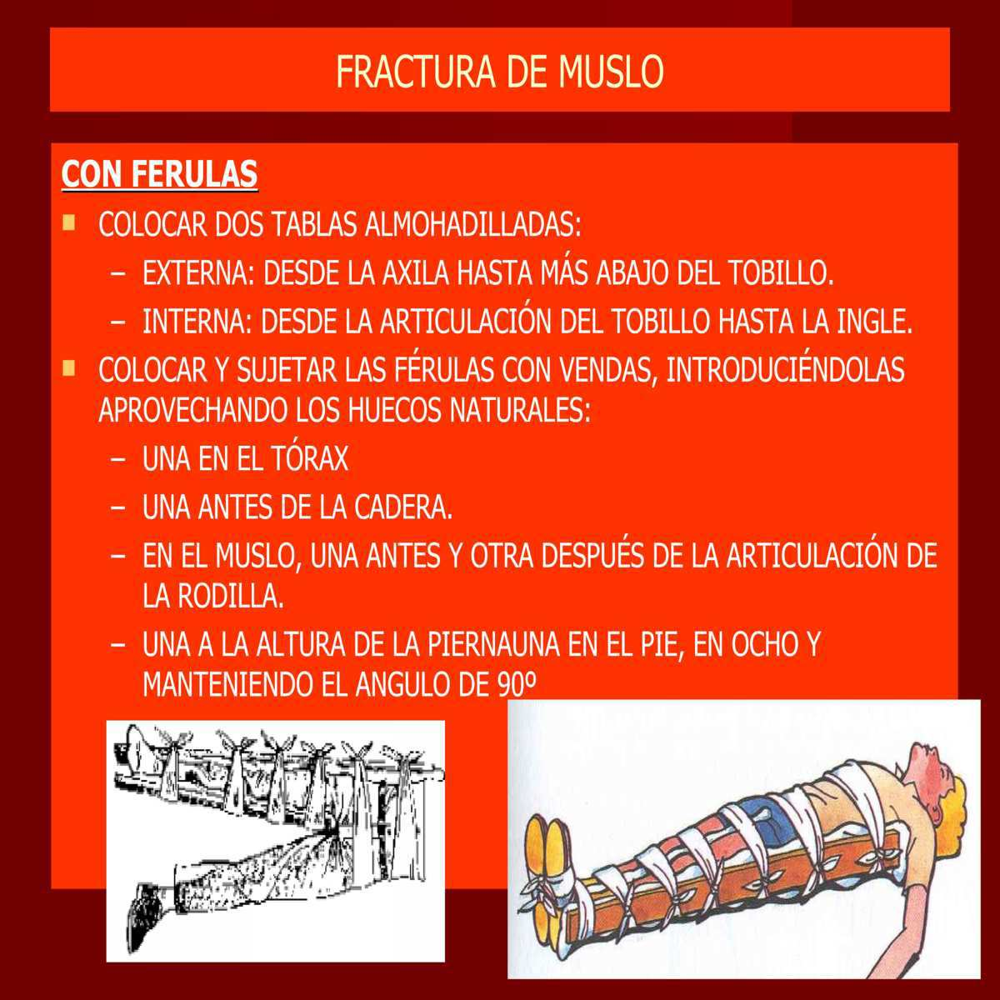 FRACTURA DE MUSLO
CON FERULAS
COLOCAR DOS TABLAS ALMOHADILLADAS:
– EXTERNA: DESDE LA AXILA HASTA MÁS ABAJO DEL TOBILLO.
– INTERNA: DESDE LA ARTICULACIÓN DEL TOBILLO HASTA LA INGLE.
COLOCAR Y SUJETAR LAS FÉRULAS CON VENDAS, INTRODUCIÉNDOLAS
APROVECHANDO LOS HUECOS NATURALES:
– UNA EN EL TÓRAX
– UNA ANTES DE LA CADERA.
– EN EL MUSLO, UNA ANTES Y OTRA DESPUÉS DE LA ARTICULACIÓN DE
LA RODILLA.
– UNA A LA ALTURA DE LA PIERNAUNA EN EL PIE, EN OCHO Y
MANTENIENDO EL ANGULO DE 90º